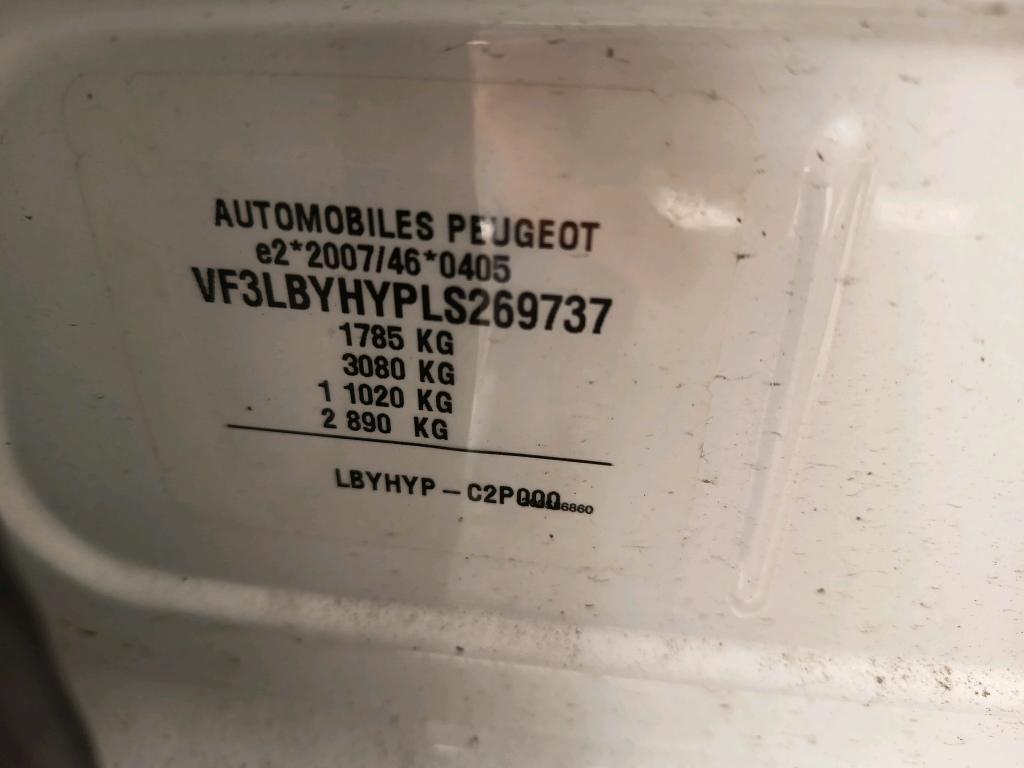 AUTOMOBILES PEUGEOT
e2*2007/46*0405
VF3LBYHYPLS269737
1785 KG
3080 KG
1 1020 KG
2 890 KG
LBYHYP - C2P000